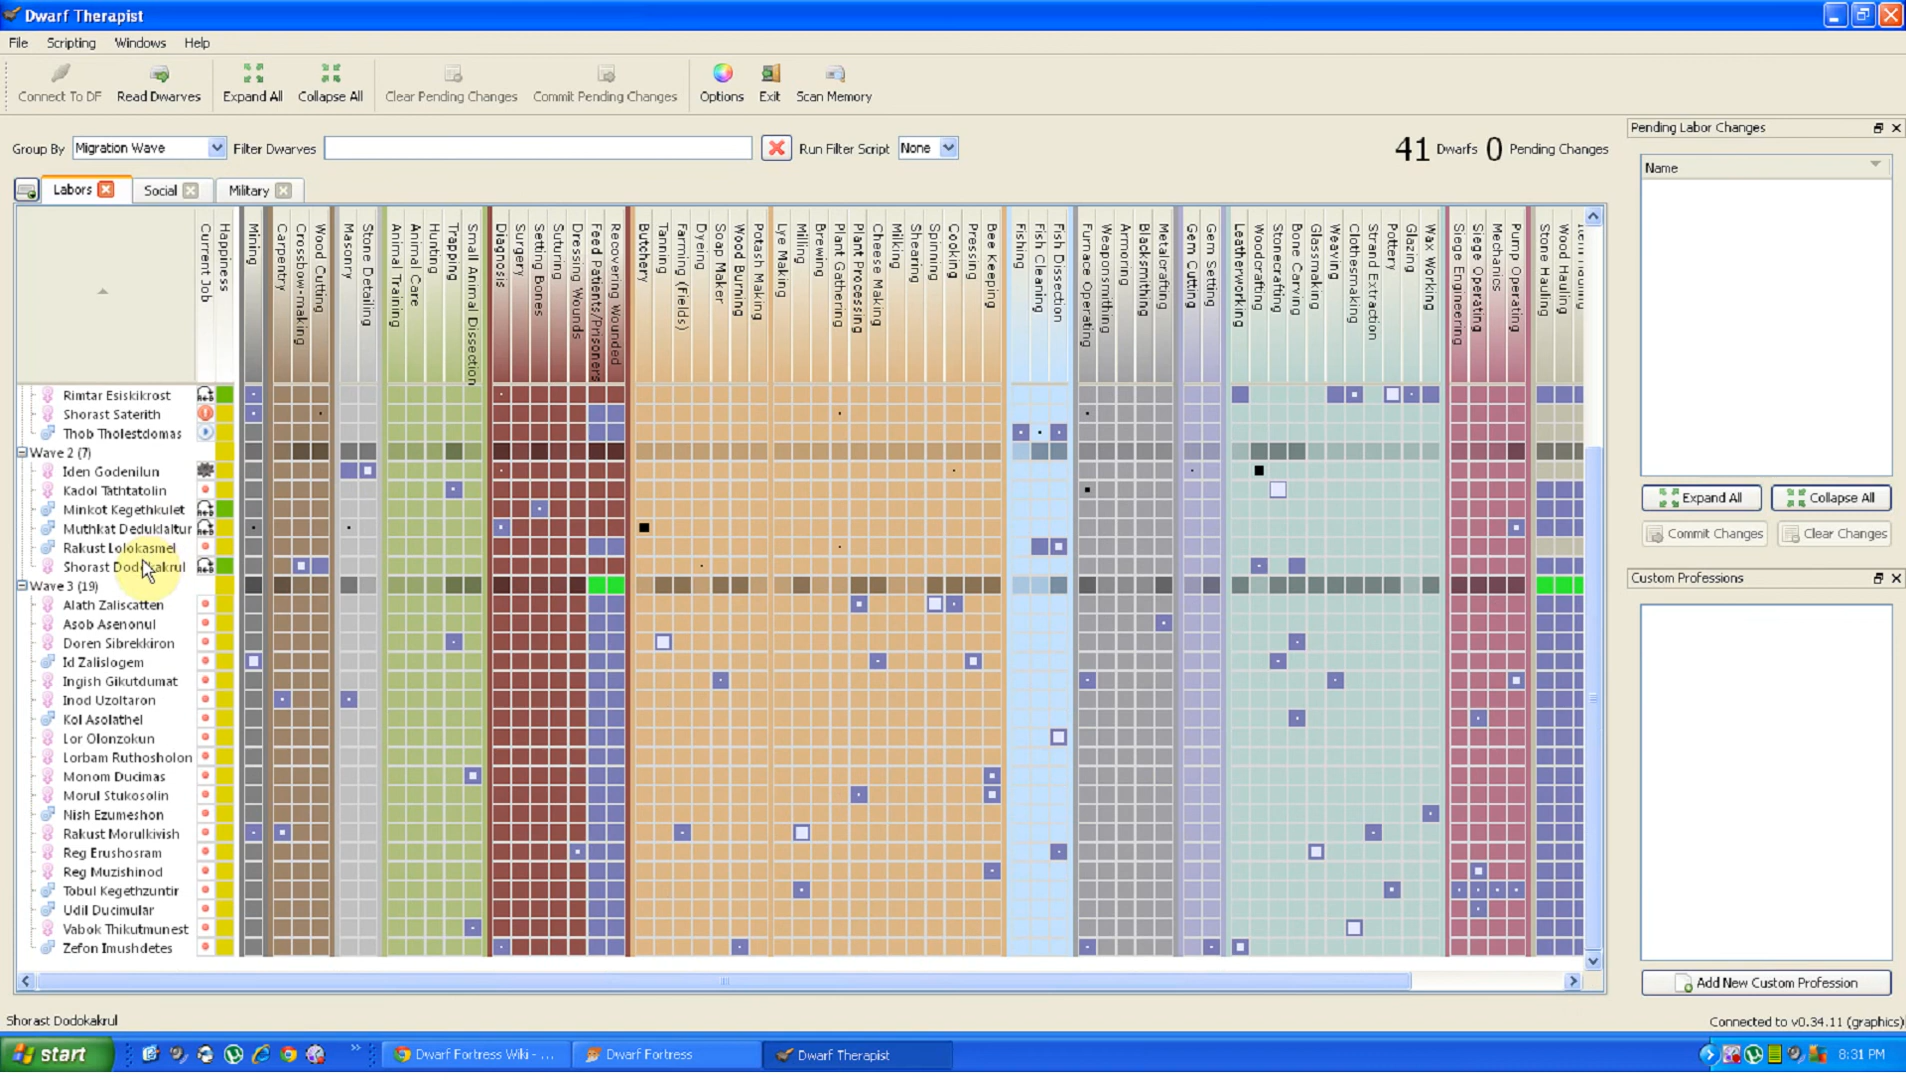 Dwarf Therapist
File Scripting Windows Help
Connect To DF Read Dwarves Expand All Collapse All Clear Pending Changes Commit Pending Changes Options Exit Scan Memory
Group By Migration Wave Filter Dwarves Run Filter Script None 41 Dwarfs 0 Pending Changes
Labors Social Military
Current Job
Happiness
Mining
Carpentry
Crossbow-making
Wood Cutting
Masonry
Stone Detailing
Animal Training
Animal Care
Hunting
Trapping
Small Animal Dissection
Diagnosis
Surgery
Setting Bones
Suturing
Dressing Wounds
Feed Patients/Prisoners
Recovering Wounded
Butchery
Tanning
Farming (Fields)
Dyeing
Soap Maker
Wood Burning
Potash Making
Lye Making
Milling
Brewing
Plant Gathering
Plant Processing
Cheese Making
Milking
Shearing
Spinning
Cooking
Pressing
Bee Keeping
Fishing
Fish Cleaning
Fish Dissection
Furnace Operating
Weaponsmithing
Armoring
Blacksmithing
Metalcrafting
Gem Cutting
Gem Setting
Leatherworking
Woodcrafting
Stonecrafting
Bone Carving
Glassmaking
Weaving
Clothesmaking
Strand Extraction
Pottery
Glazing
Wax Working
Siege Engineering
Siege Operating
Mechanics
Pump Operating
Stone Hauling
Wood Hauling
Rimtar Esiskikrost
Shorast Saterith
Thob Tholestdomas
Wave 2 (7)
Iden Godenilun
Kadol Tathtatolin
Minkot Kegethkulet
Muthkat Deduklaltur
Rakust Lolokasmel
Shorast Dodokakrul
Wave 3 (19)
Alath Zaliscatten
Asob Asenonul
Doren Sibrekkiron
Id Zalislogem
Ingish Gikutdumat
Inod Uzoltaron
Kol Asolathel
Lor Olonzokun
Lorbam Ruthosholon
Monom Ducimas
Morul Stukosolin
Nish Ezumeshon
Rakust Morulkivish
Reg Erushosram
Reg Muzishinod
Tobul Kegethzuntir
Udil Ducimular
Vabok Thikutmunest
Zefon Imushdetes
Pending Labor Changes
Name
Expand All Collapse All
Commit Changes Clear Changes
Custom Professions
Add New Custom Profession
Shorast Dodokakrul
Connected to v0.34.11 (graphics)
start Dwarf Fortress Wiki - ... Dwarf Fortress Dwarf Therapist 8:31 PM